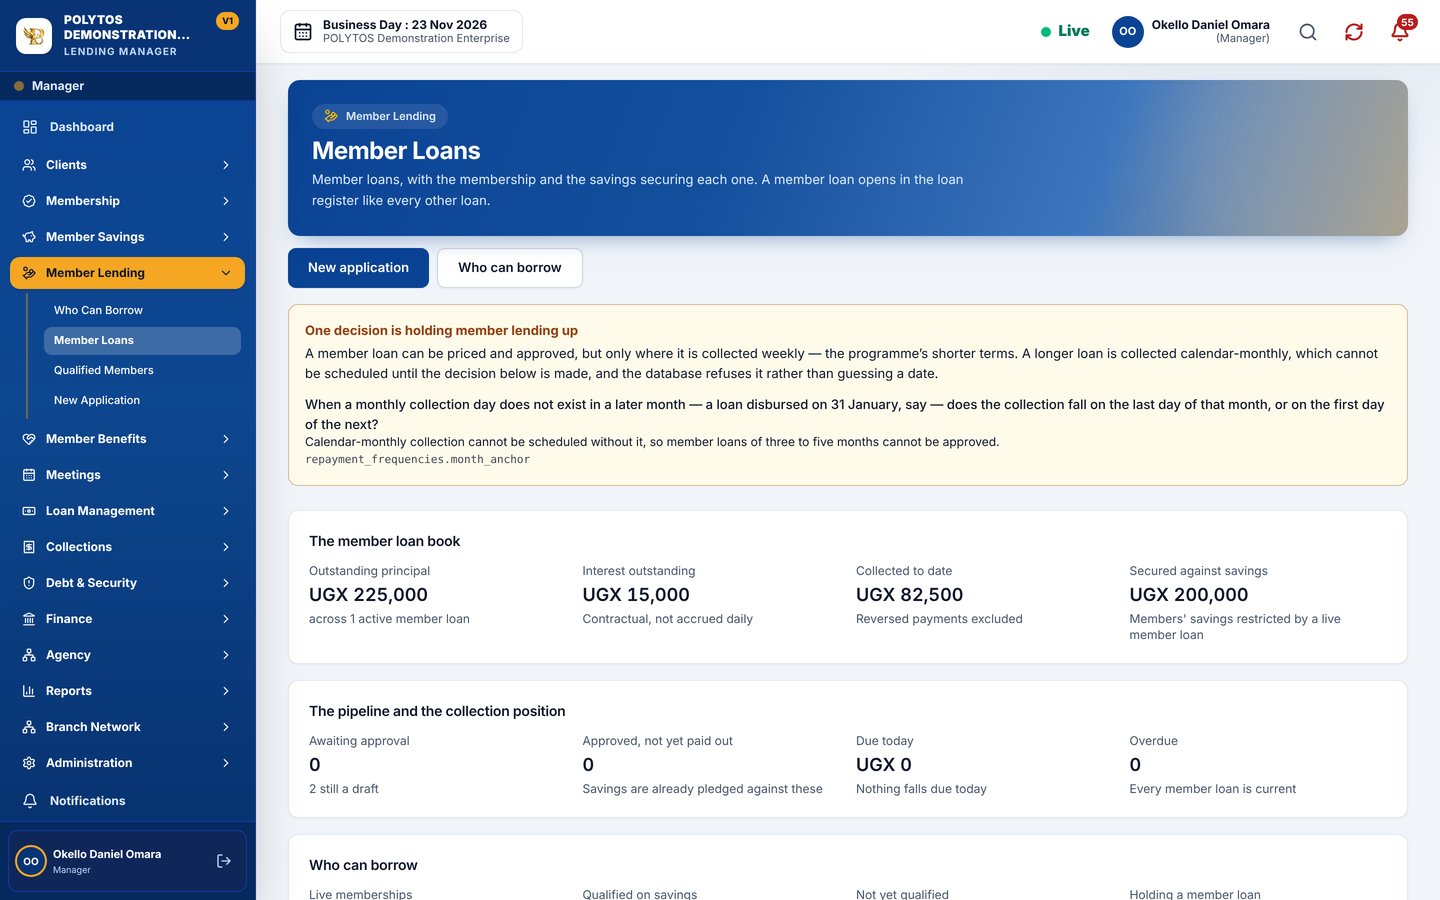 POLYTOS
DEMONSTRATION...
LENDING MANAGER
V1
Manager
Dashboard
Clients
Membership
Member Savings
Member Lending
Who Can Borrow
Member Loans
Qualified Members
New Application
Member Benefits
Meetings
Loan Management
Collections
Debt & Security
Finance
Agency
Reports
Branch Network
Administration
Notifications
OO
Okello Daniel Omara
Manager
Business Day : 23 Nov 2026
POLYTOS Demonstration Enterprise
Live
OO
Okello Daniel Omara
(Manager)
55
Member Lending
Member Loans
Member loans, with the membership and the savings securing each one. A member loan opens in the loan
register like every other loan.
New application
Who can borrow
One decision is holding member lending up
A member loan can be priced and approved, but only where it is collected weekly — the programme's shorter terms. A longer loan is collected calendar-monthly, which cannot
be scheduled until the decision below is made, and the database refuses it rather than guessing a date.
When a monthly collection day does not exist in a later month — a loan disbursed on 31 January, say — does the collection fall on the last day of that month, or on the first day
of the next?
Calendar-monthly collection cannot be scheduled without it, so member loans of three to five months cannot be approved.
repayment_frequencies.month_anchor
The member loan book
Outstanding principal
UGX 225,000
across 1 active member loan
Interest outstanding
UGX 15,000
Contractual, not accrued daily
Collected to date
UGX 82,500
Reversed payments excluded
Secured against savings
UGX 200,000
Members' savings restricted by a live
member loan
The pipeline and the collection position
Awaiting approval
0
2 still a draft
Approved, not yet paid out
0
Savings are already pledged against these
Due today
UGX 0
Nothing falls due today
Overdue
0
Every member loan is current
Who can borrow
Live memberships
Qualified on savings
Not yet qualified
Holding a member loan